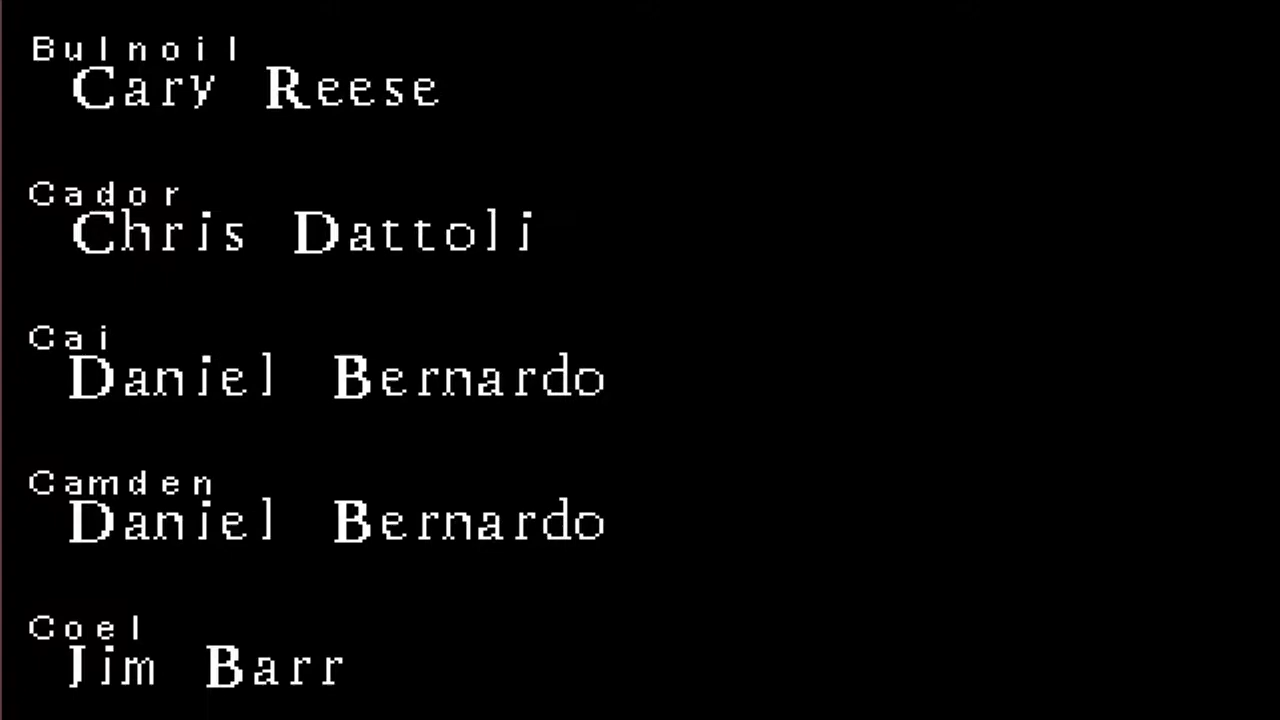 Bulnoil
Cary Reese
Cador
Chris Dattoli
Cai
Daniel Bernardo
Camden
Daniel Bernardo
Coel
Jim Barr